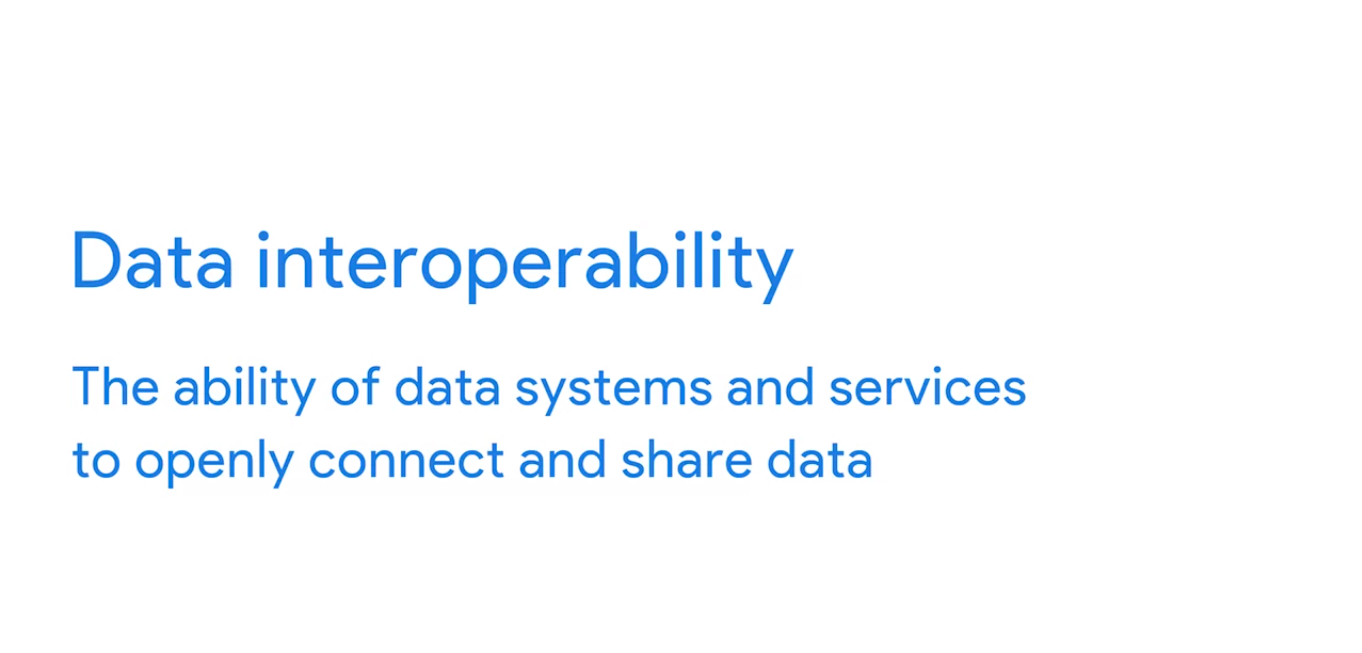 Data interoperability
The ability of data systems and services
to openly connect and share data